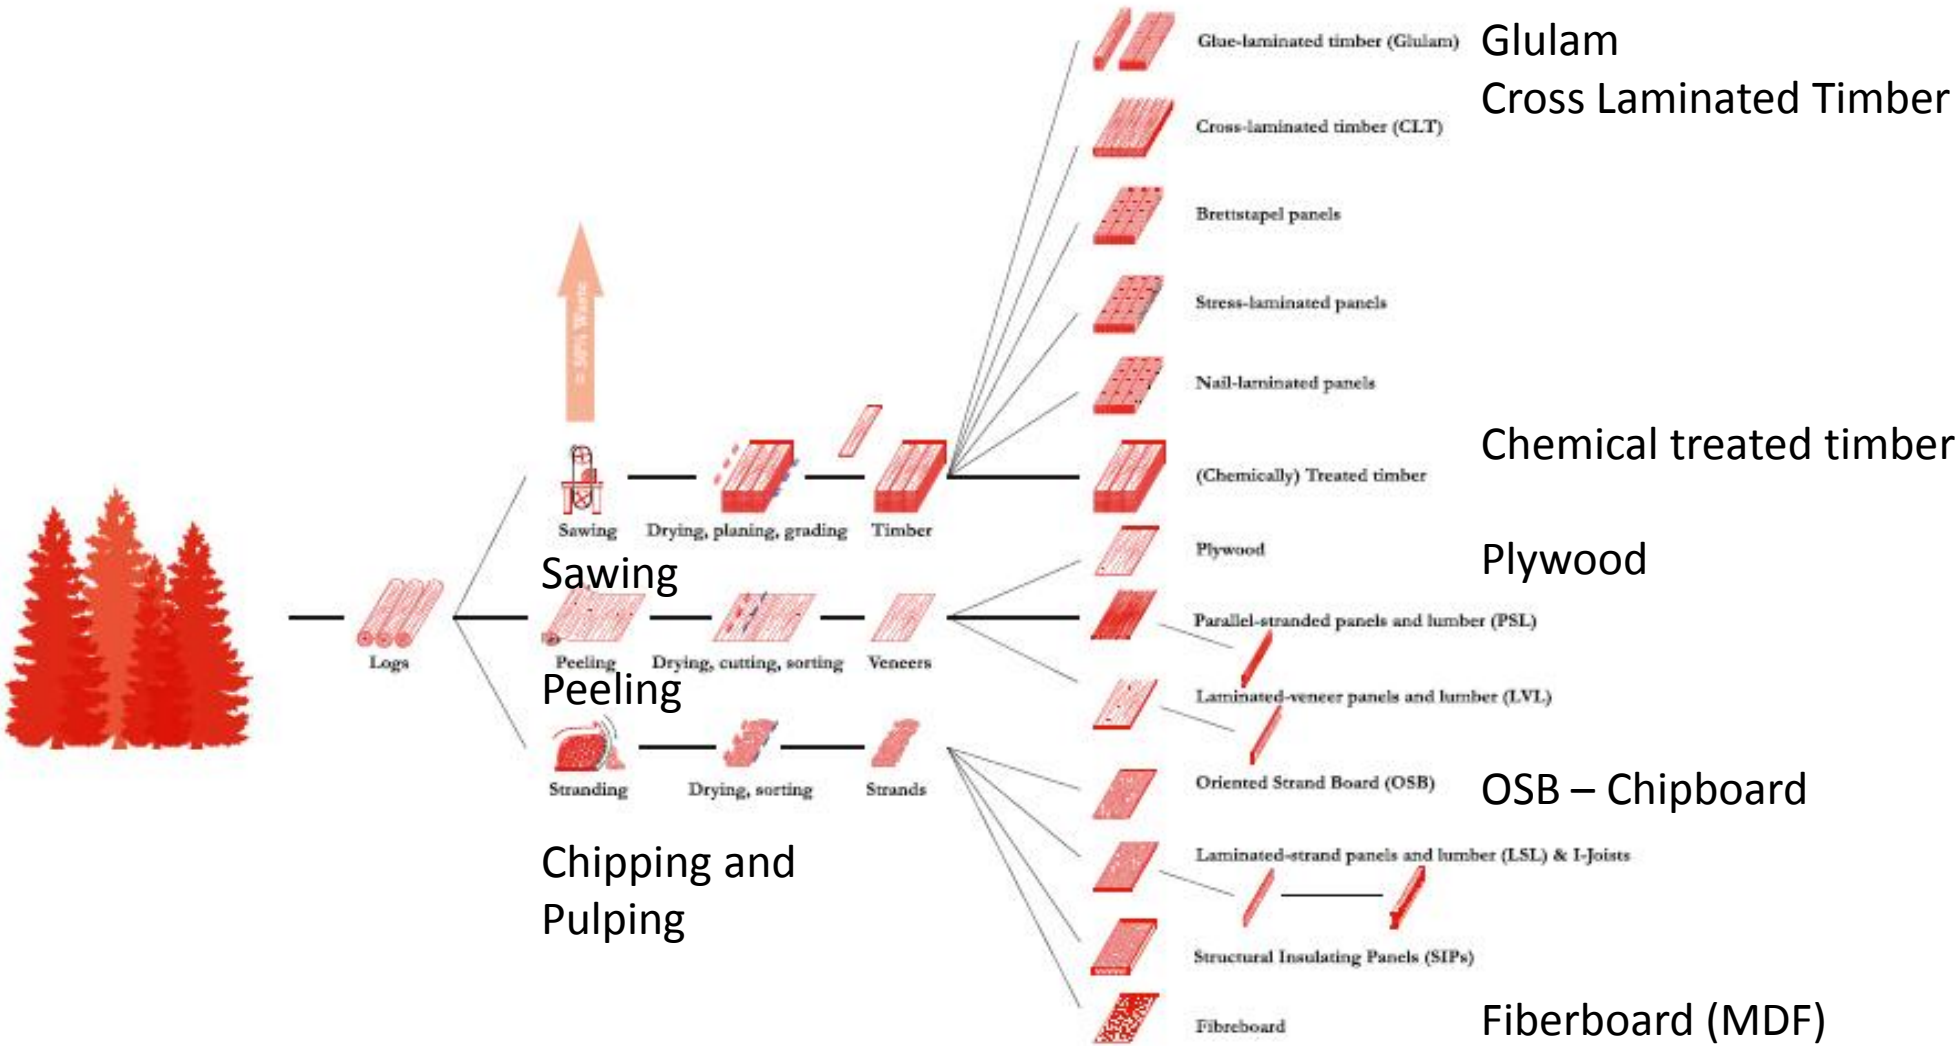 Glue-laminated timber (Glulam)
Glulam
Cross Laminated Timber
Cross-laminated timber (CLT)
Brettstapel panels
Stress-laminated panels
Nail-laminated panels
(Chemically) Treated timber
Chemical treated timber
50% Waste
Sawing
Drying, planing, grading
Timber
Sawing
Plywood
Plywood
Parallel-stranded panels and lumber (PSL)
Logs
Peeling
Drying, cutting, sorting
Veneers
Peeling
Laminated-veneer panels and lumber (LVL)
Stranding
Drying, sorting
Strands
Oriented Strand Board (OSB)
OSB – Chipboard
Chipping and
Pulping
Laminated-strand panels and lumber (LSL) & I-Joists
Structural Insulating Panels (SIPs)
Fibreboard
Fiberboard (MDF)